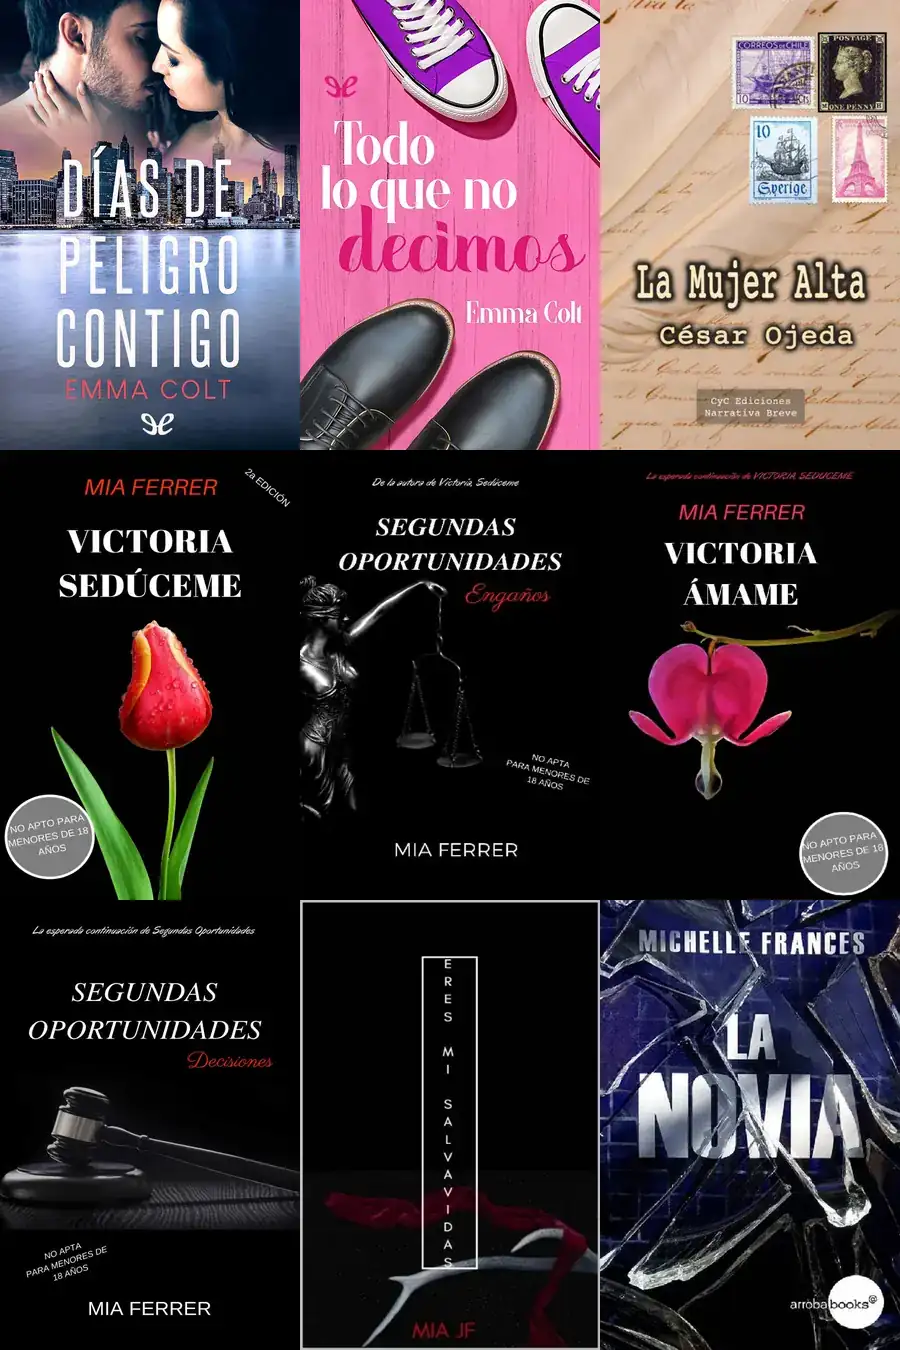 DÍAS DE
PELIGRO
CONTIGO
EMMA COLT
Todo
lo que no
decimos
Emma Colt
CORREOS DE CHILE
10
POSTAGE
ONE PENNY
10
Sverige
La Mujer Alta
César Ojeda
CyC Ediciones
Narrativa Breve
MIA FERRER
2a EDICIÓN
VICTORIA
SEDÚCEME
NO APTO PARA
MENORES DE 18
AÑOS
De la autora de Victoria, Sedúceme
SEGUNDAS
OPORTUNIDADES
Engaños
NO APTA
PARA MENORES DE
18 AÑOS
MIA FERRER
La esperada continuación de VICTORIA SEDÚCEME
MIA FERRER
VICTORIA
ÁMAME
NO APTO PARA
MENORES DE 18
AÑOS
La esperada continuación de Segundas Oportunidades
SEGUNDAS
OPORTUNIDADES
Decisiones
NO APTA
PARA MENORES DE
18 AÑOS
MIA FERRER
ERES MI SALVAVIDAS
MIA JF
MICHELLE FRANCES
LA
NOVIA
arrobabooks@